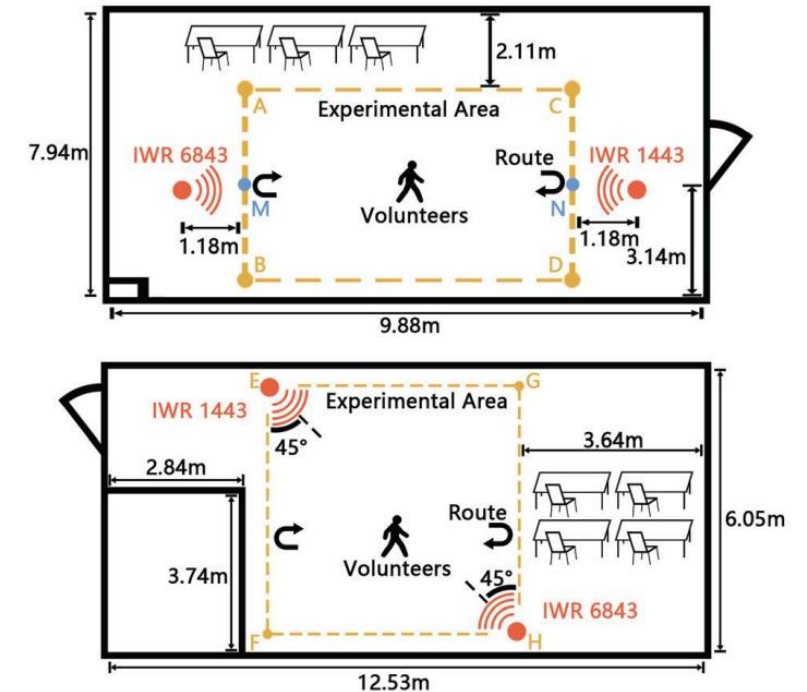 2.11m
A
Experimental Area
C
7.94m
IWR 6843
Route
IWR 1443
M
Volunteers
N
1.18m
1.18m
3.14m
B
D
9.88m
E
G
IWR 1443
Experimental Area
45°
3.64m
2.84m
Route
6.05m
Volunteers
3.74m
45°
IWR 6843
F
H
12.53m